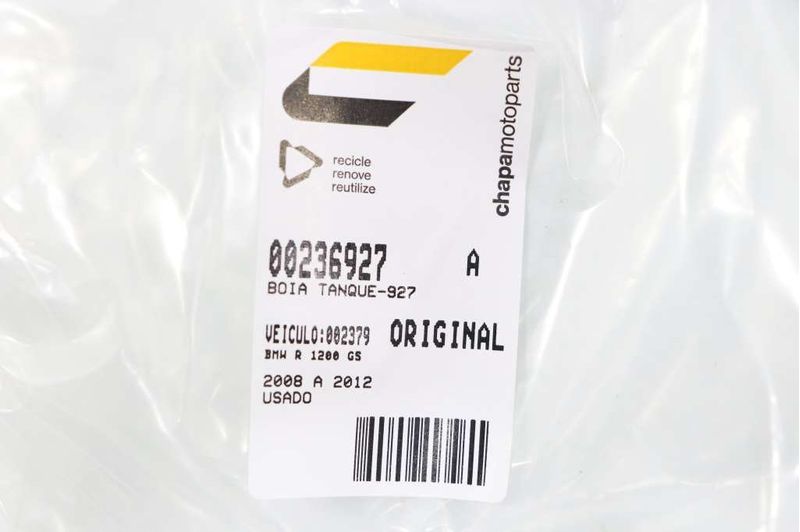 chapamotoparts
recicle
renove
reutilize
00236927 A
BOIA TANQUE-927
VEICULO:002379 ORIGINAL
BMW R 1200 GS
2008 A 2012
USADO